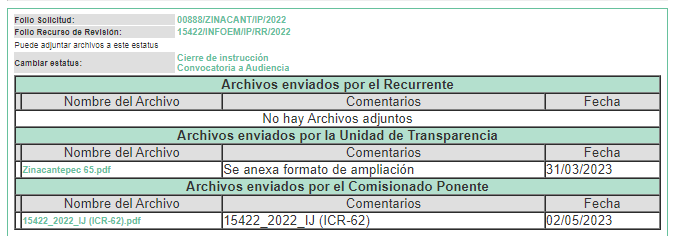 Folio Solicitud: 00888/ZINACANT/IP/2022
Folio Recurso de Revisión: 15422/INFOEM/IP/RR/2022
Puede adjuntar archivos a este estatus
Cambiar estatus: Cierre de instrucción
Convocatoria a Audiencia
Archivos enviados por el Recurrente
Nombre del Archivo Comentarios Fecha
No hay Archivos adjuntos
Archivos enviados por la Unidad de Transparencia
Nombre del Archivo Comentarios Fecha
Zinacantepec 65.pdf Se anexa formato de ampliación 31/03/2023
Archivos enviados por el Comisionado Ponente
Nombre del Archivo Comentarios Fecha
15422_2022_IJ (ICR-62).pdf 15422_2022_IJ (ICR-62) 02/05/2023